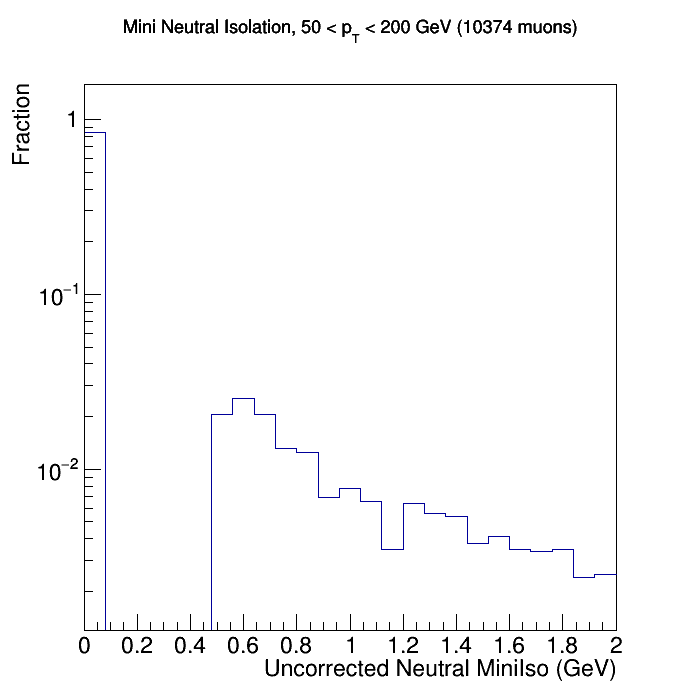 Mini Neutral Isolation, 50 < p_T < 200 GeV (10374 muons)
Fraction
1
10⁻¹
10⁻²
0 0.2 0.4 0.6 0.8 1 1.2 1.4 1.6 1.8 2
Uncorrected Neutral MiniIso (GeV)